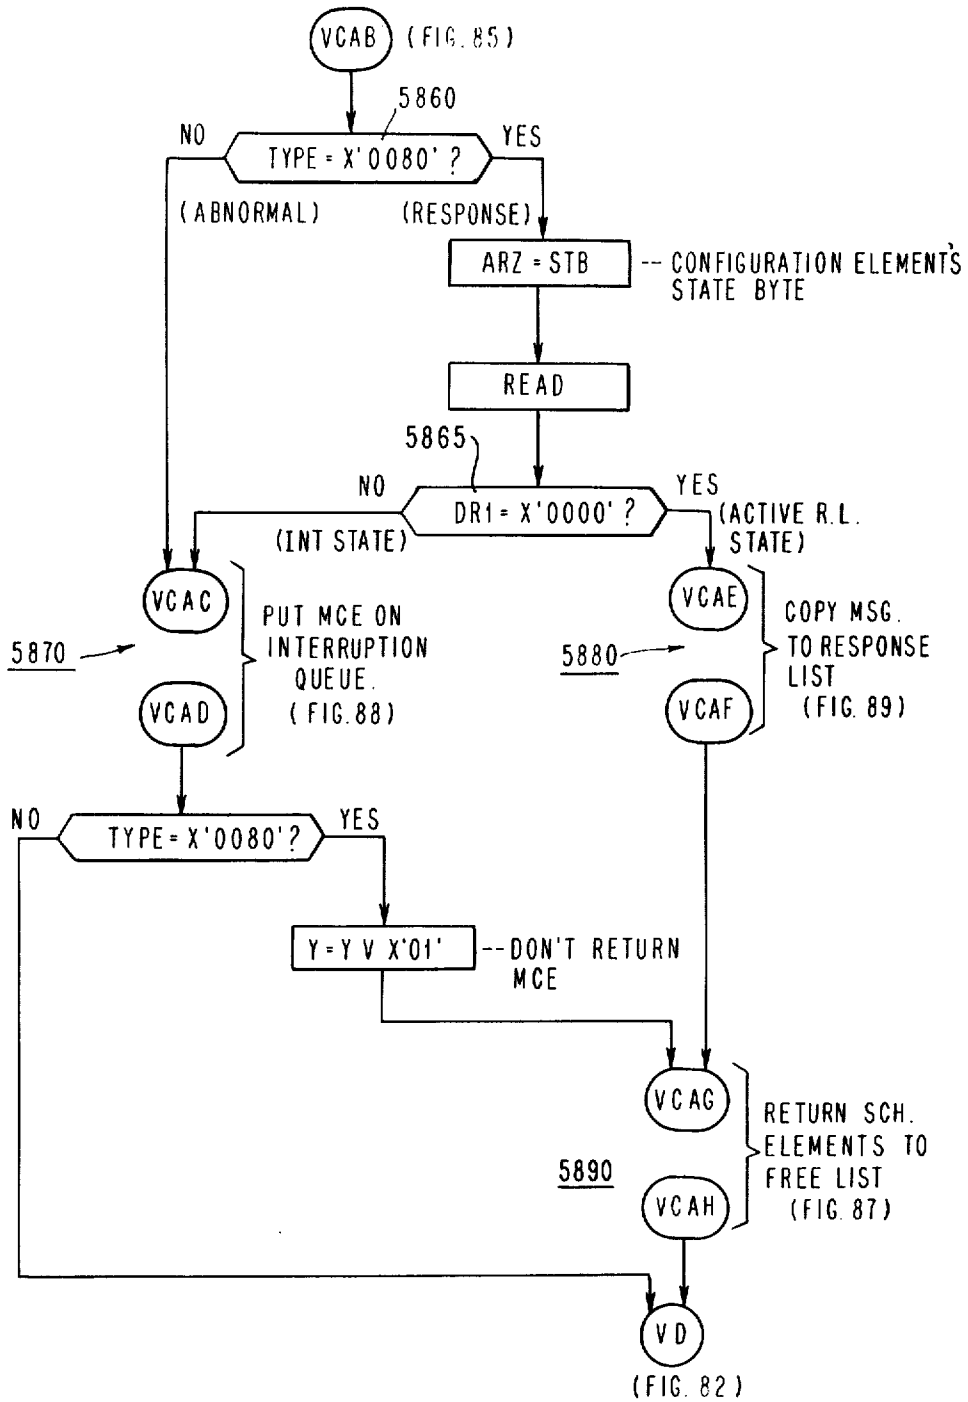 VCAB (FIG. 85)
5860
NO YES
TYPE = X'0080' ?
(ABNORMAL) (RESPONSE)
ARZ = STB -- CONFIGURATION ELEMENT'S
STATE BYTE
READ
5865
NO YES
DR1 = X'0000' ?
(INT STATE) (ACTIVE R.L.
STATE)
VCAC VCAE
PUT MCE ON
INTERRUPTION
QUEUE.
(FIG. 88)
COPY MSG.
TO RESPONSE
LIST
(FIG. 89)
5870 5880
VCAD VCAF
NO YES
TYPE = X'0080' ?
Y = Y V X'01' -- DON'T RETURN
MCE
VCAG
RETURN SCH.
ELEMENTS TO
FREE LIST
(FIG. 87)
5890
VCAH
VD
(FIG. 82)